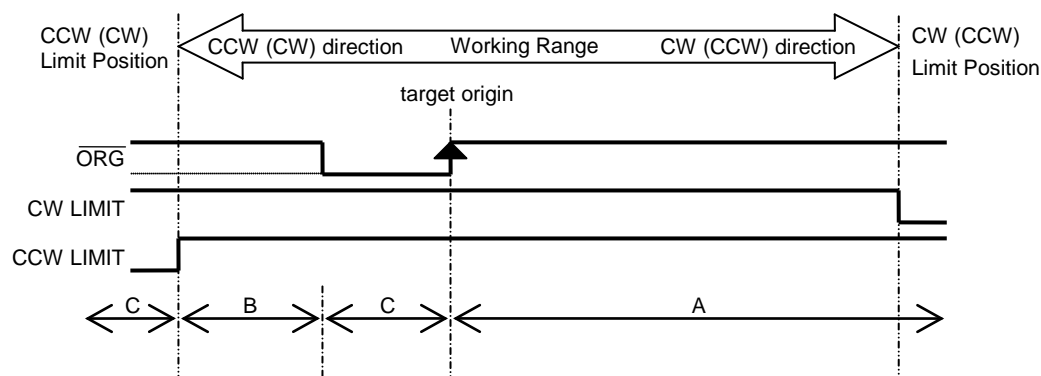 CCW (CW)
Limit Position
CCW (CW) direction
Working Range
CW (CCW) direction
CW (CCW)
Limit Position
target origin
ORG
CW LIMIT
CCW LIMIT
C
B
C
A